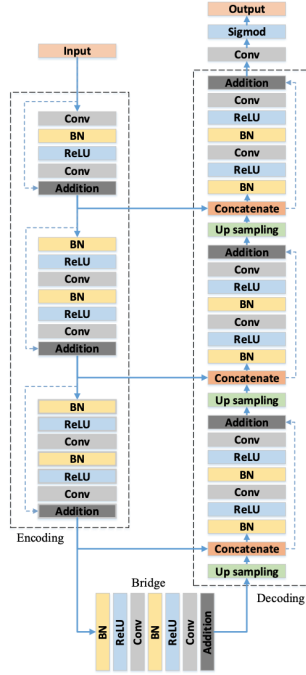 Input
Conv
BN
ReLU
Conv
Addition
BN
ReLU
Conv
BN
ReLU
Conv
Addition
BN
ReLU
Conv
BN
ReLU
Conv
Addition
Encoding
Bridge
BN
ReLU
Conv
BN
ReLU
Conv
Addition
Output
Sigmod
Conv
Addition
Conv
ReLU
BN
Conv
ReLU
BN
Concatenate
Up sampling
Addition
Conv
ReLU
BN
Conv
ReLU
BN
Concatenate
Up sampling
Addition
Conv
ReLU
BN
Conv
ReLU
BN
Concatenate
Up sampling
Decoding